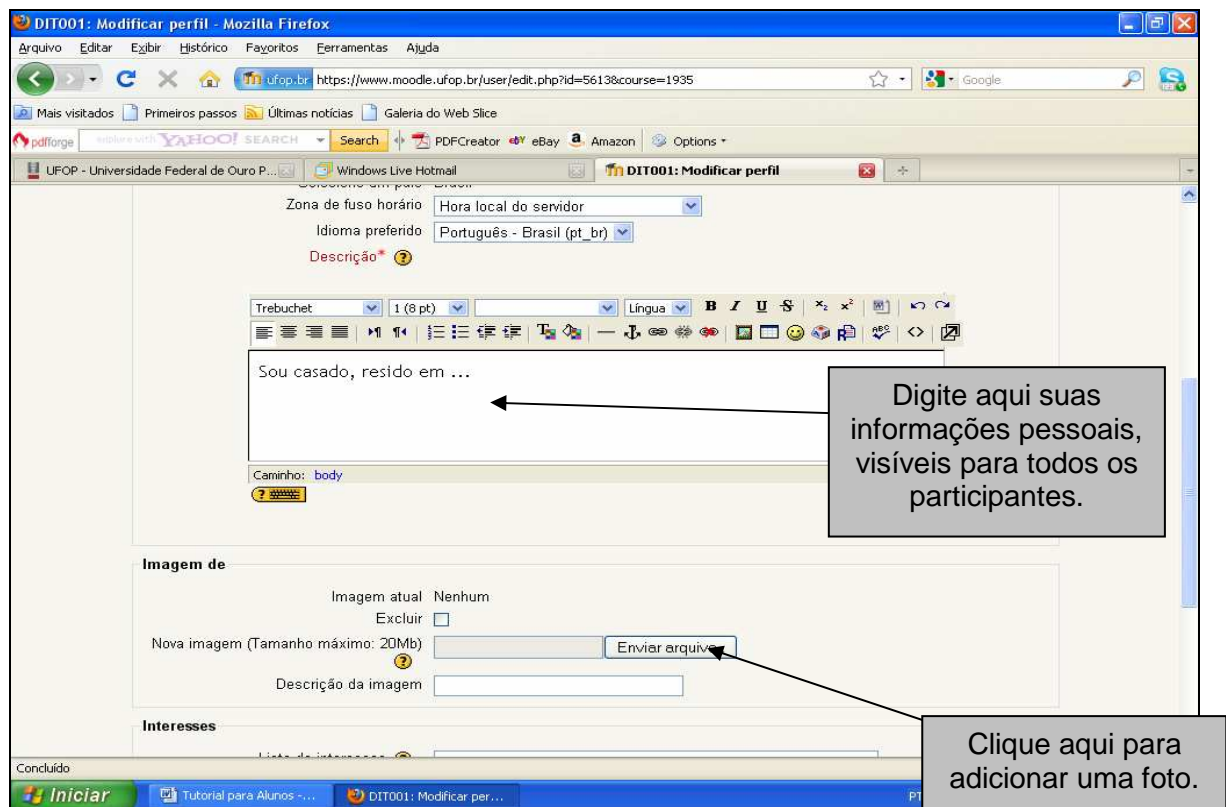 DIT001: Modificar perfil - Mozilla Firefox
Arquivo Editar Exibir Histórico Favoritos Ferramentas Ajuda
ufop.br https://www.moodle.ufop.br/user/edit.php?id=5613&course=1935 Google
Mais visitados Primeiros passos Últimas notícias Galeria do Web Slice
pdfforge YAHOO! SEARCH Search PDFCreator eBay Amazon Options
UFOP - Universidade Federal de Ouro P... Windows Live Hotmail DIT001: Modificar perfil
Zona de fuso horário Hora local do servidor
Idioma preferido Português - Brasil (pt_br)
Descrição*
Trebuchet 1 (8 pt) Língua B I U S
Sou casado, resido em ...
Digite aqui suas
informações pessoais,
visíveis para todos os
participantes.
Caminho: body
Imagem de
Imagem atual Nenhum
Excluir
Nova imagem (Tamanho máximo: 20Mb) Enviar arquivo
Descrição da imagem
Interesses
Clique aqui para
adicionar uma foto.
Concluído
Iniciar Tutorial para Alunos -... DIT001: Modificar per... PT